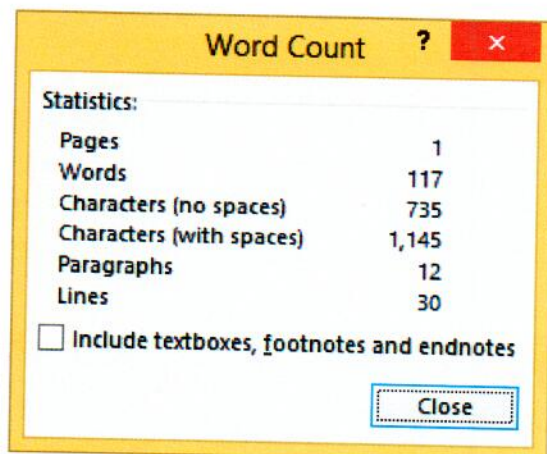 Word Count ? ×
Statistics:
Pages 1
Words 117
Characters (no spaces) 735
Characters (with spaces) 1,145
Paragraphs 12
Lines 30
Include textboxes, footnotes and endnotes
Close